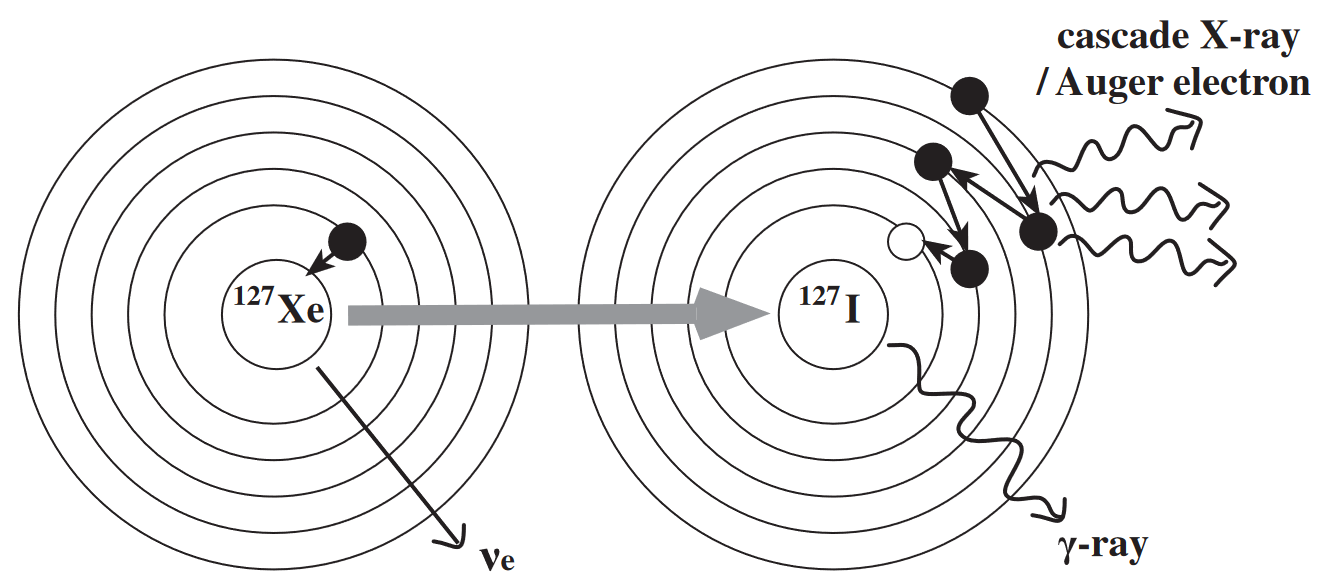 cascade X-ray
/ Auger electron
¹²⁷Xe
¹²⁷I
νe
γ-ray